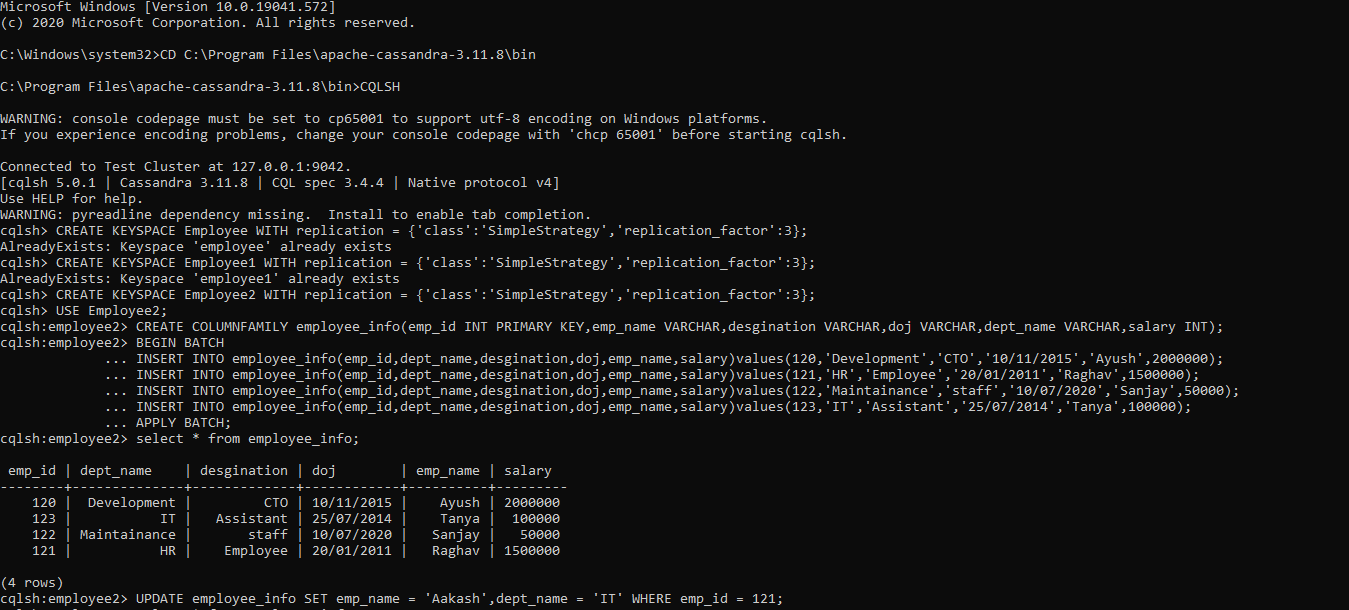 Microsoft Windows [Version 10.0.19041.572]
(c) 2020 Microsoft Corporation. All rights reserved.
C:\Windows\system32>CD C:\Program Files\apache-cassandra-3.11.8\bin
C:\Program Files\apache-cassandra-3.11.8\bin>CQLSH
WARNING: console codepage must be set to cp65001 to support utf-8 encoding on Windows platforms.
If you experience encoding problems, change your console codepage with 'chcp 65001' before starting cqlsh.
Connected to Test Cluster at 127.0.0.1:9042.
[cqlsh 5.0.1 | Cassandra 3.11.8 | CQL spec 3.4.4 | Native protocol v4]
Use HELP for help.
WARNING: pyreadline dependency missing.  Install to enable tab completion.
cqlsh> CREATE KEYSPACE Employee WITH replication = {'class':'SimpleStrategy','replication_factor':3};
AlreadyExists: Keyspace 'employee' already exists
cqlsh> CREATE KEYSPACE Employee1 WITH replication = {'class':'SimpleStrategy','replication_factor':3};
AlreadyExists: Keyspace 'employee1' already exists
cqlsh> CREATE KEYSPACE Employee2 WITH replication = {'class':'SimpleStrategy','replication_factor':3};
cqlsh> USE Employee2;
cqlsh:employee2> CREATE COLUMNFAMILY employee_info(emp_id INT PRIMARY KEY,emp_name VARCHAR,desgination VARCHAR,doj VARCHAR,dept_name VARCHAR,salary INT);
cqlsh:employee2> BEGIN BATCH
... INSERT INTO employee_info(emp_id,dept_name,desgination,doj,emp_name,salary)values(120,'Development','CTO','10/11/2015','Ayush',2000000);
... INSERT INTO employee_info(emp_id,dept_name,desgination,doj,emp_name,salary)values(121,'HR','Employee','20/01/2011','Raghav',1500000);
... INSERT INTO employee_info(emp_id,dept_name,desgination,doj,emp_name,salary)values(122,'Maintainance','staff','10/07/2020','Sanjay',50000);
... INSERT INTO employee_info(emp_id,dept_name,desgination,doj,emp_name,salary)values(123,'IT','Assistant','25/07/2014','Tanya',100000);
... APPLY BATCH;
cqlsh:employee2> select * from employee_info;
emp_id | dept_name    | desgination | doj        | emp_name | salary
--------+--------------+-------------+------------+----------+---------
120 |  Development |         CTO | 10/11/2015 |    Ayush | 2000000
123 |           IT |   Assistant | 25/07/2014 |    Tanya |  100000
122 | Maintainance |       staff | 10/07/2020 |   Sanjay |   50000
121 |           HR |    Employee | 20/01/2011 |   Raghav | 1500000
(4 rows)
cqlsh:employee2> UPDATE employee_info SET emp_name = 'Aakash',dept_name = 'IT' WHERE emp_id = 121;